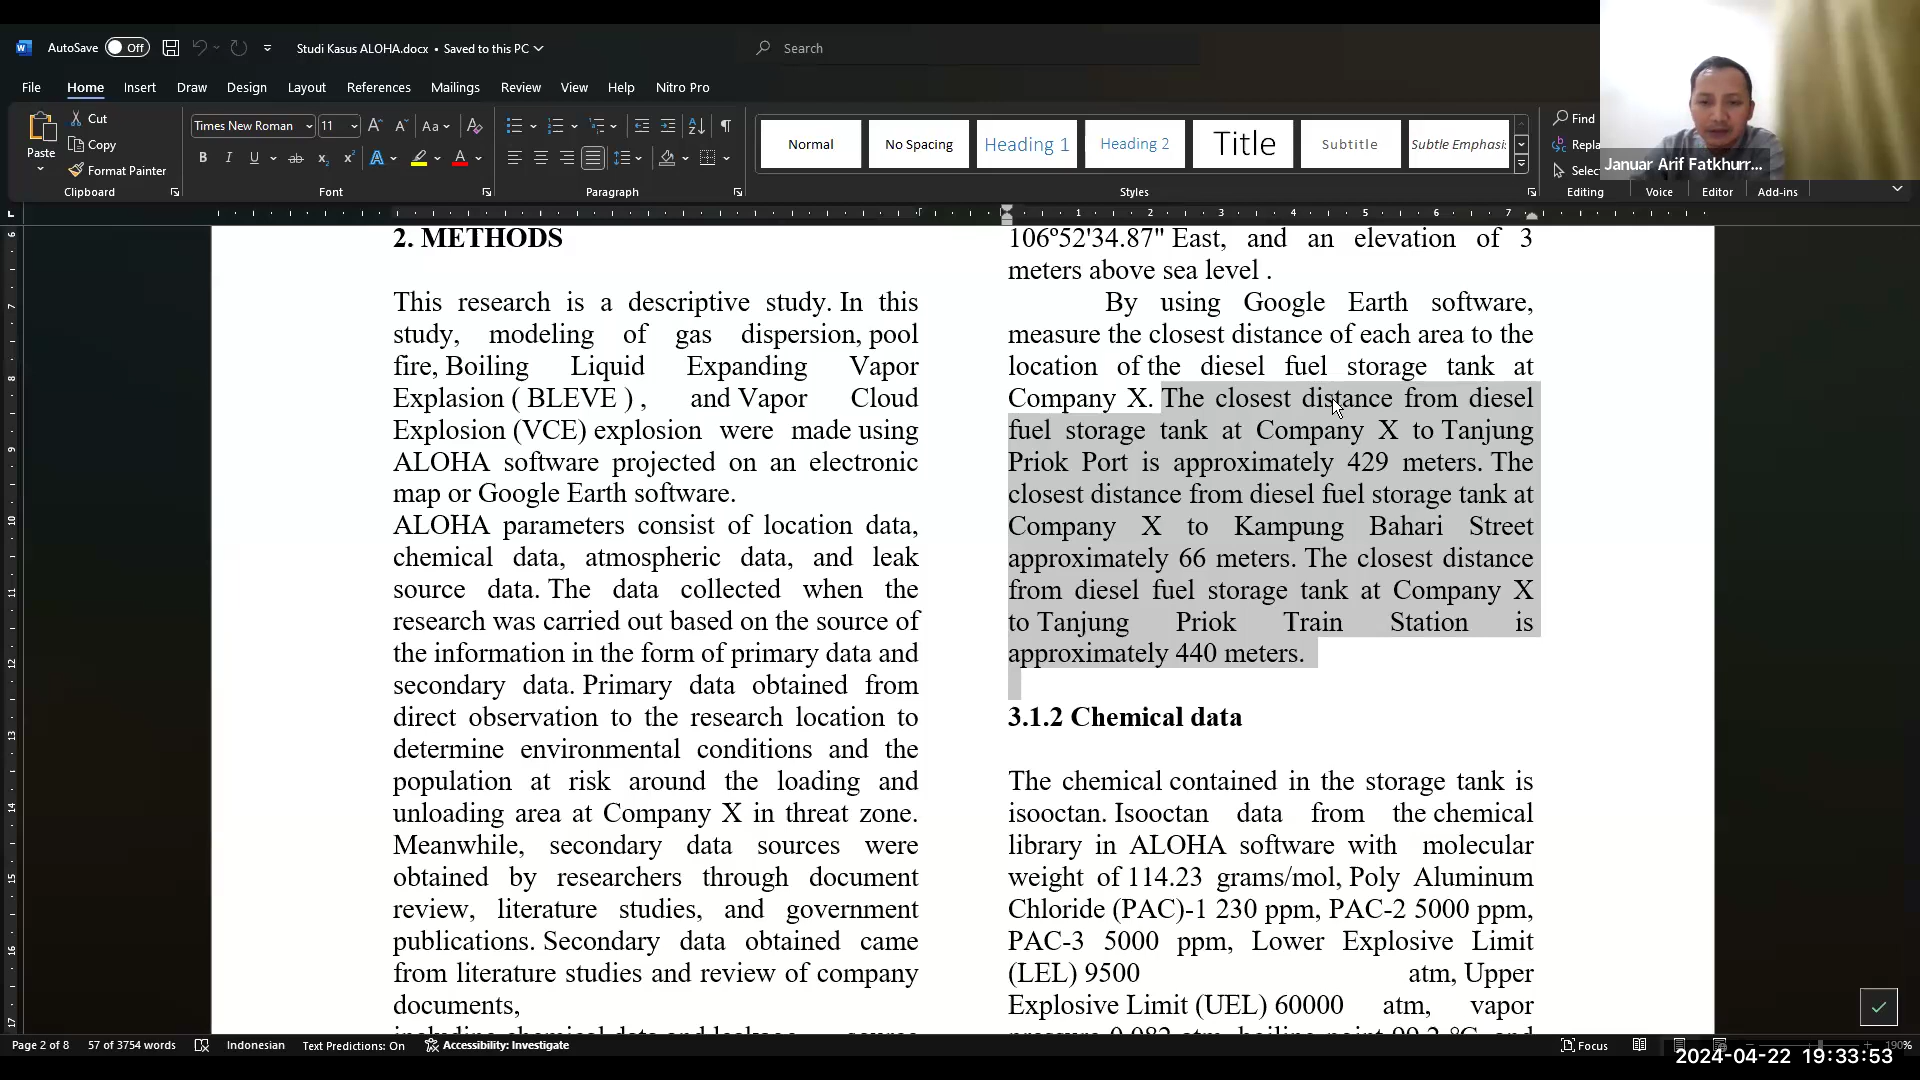 AutoSave Off Studi Kasus ALOHA.docx • Saved to this PC Search
File Home Insert Draw Design Layout References Mailings Review View Help Nitro Pro
Paste
Cut
Copy
Format Painter
Clipboard
Times New Roman 11
Font
Paragraph
Normal No Spacing Heading 1 Heading 2 Title Subtitle Subtle Emphasi
Styles
Find
Repla
Selec
Editing Voice Editor Add-ins
Januar Arif Fatkhurr...
2. METHODS
This research is a descriptive study. In this
study, modeling of gas dispersion, pool
fire, Boiling Liquid Expanding Vapor
Explasion ( BLEVE ) , and Vapor Cloud
Explosion (VCE) explosion were made using
ALOHA software projected on an electronic
map or Google Earth software.
ALOHA parameters consist of location data,
chemical data, atmospheric data, and leak
source data. The data collected when the
research was carried out based on the source of
the information in the form of primary data and
secondary data. Primary data obtained from
direct observation to the research location to
determine environmental conditions and the
population at risk around the loading and
unloading area at Company X in threat zone.
Meanwhile, secondary data sources were
obtained by researchers through document
review, literature studies, and government
publications. Secondary data obtained came
from literature studies and review of company
documents,
including chemical data and leakage source
106°52'34.87" East, and an elevation of 3
meters above sea level .
By using Google Earth software,
measure the closest distance of each area to the
location of the diesel fuel storage tank at
Company X. The closest distance from diesel
fuel storage tank at Company X to Tanjung
Priok Port is approximately 429 meters. The
closest distance from diesel fuel storage tank at
Company X to Kampung Bahari Street
approximately 66 meters. The closest distance
from diesel fuel storage tank at Company X
to Tanjung Priok Train Station is
approximately 440 meters.
3.1.2 Chemical data
The chemical contained in the storage tank is
isooctan. Isooctan data from the chemical
library in ALOHA software with molecular
weight of 114.23 grams/mol, Poly Aluminum
Chloride (PAC)-1 230 ppm, PAC-2 5000 ppm,
PAC-3 5000 ppm, Lower Explosive Limit
(LEL) 9500 atm, Upper
Explosive Limit (UEL) 60000 atm, vapor
pressure 0.082 atm, boiling point 99.2 °C, and
Page 2 of 8 57 of 3754 words Indonesian Text Predictions: On Accessibility: Investigate Focus 190%
2024-04-22 19:33:53